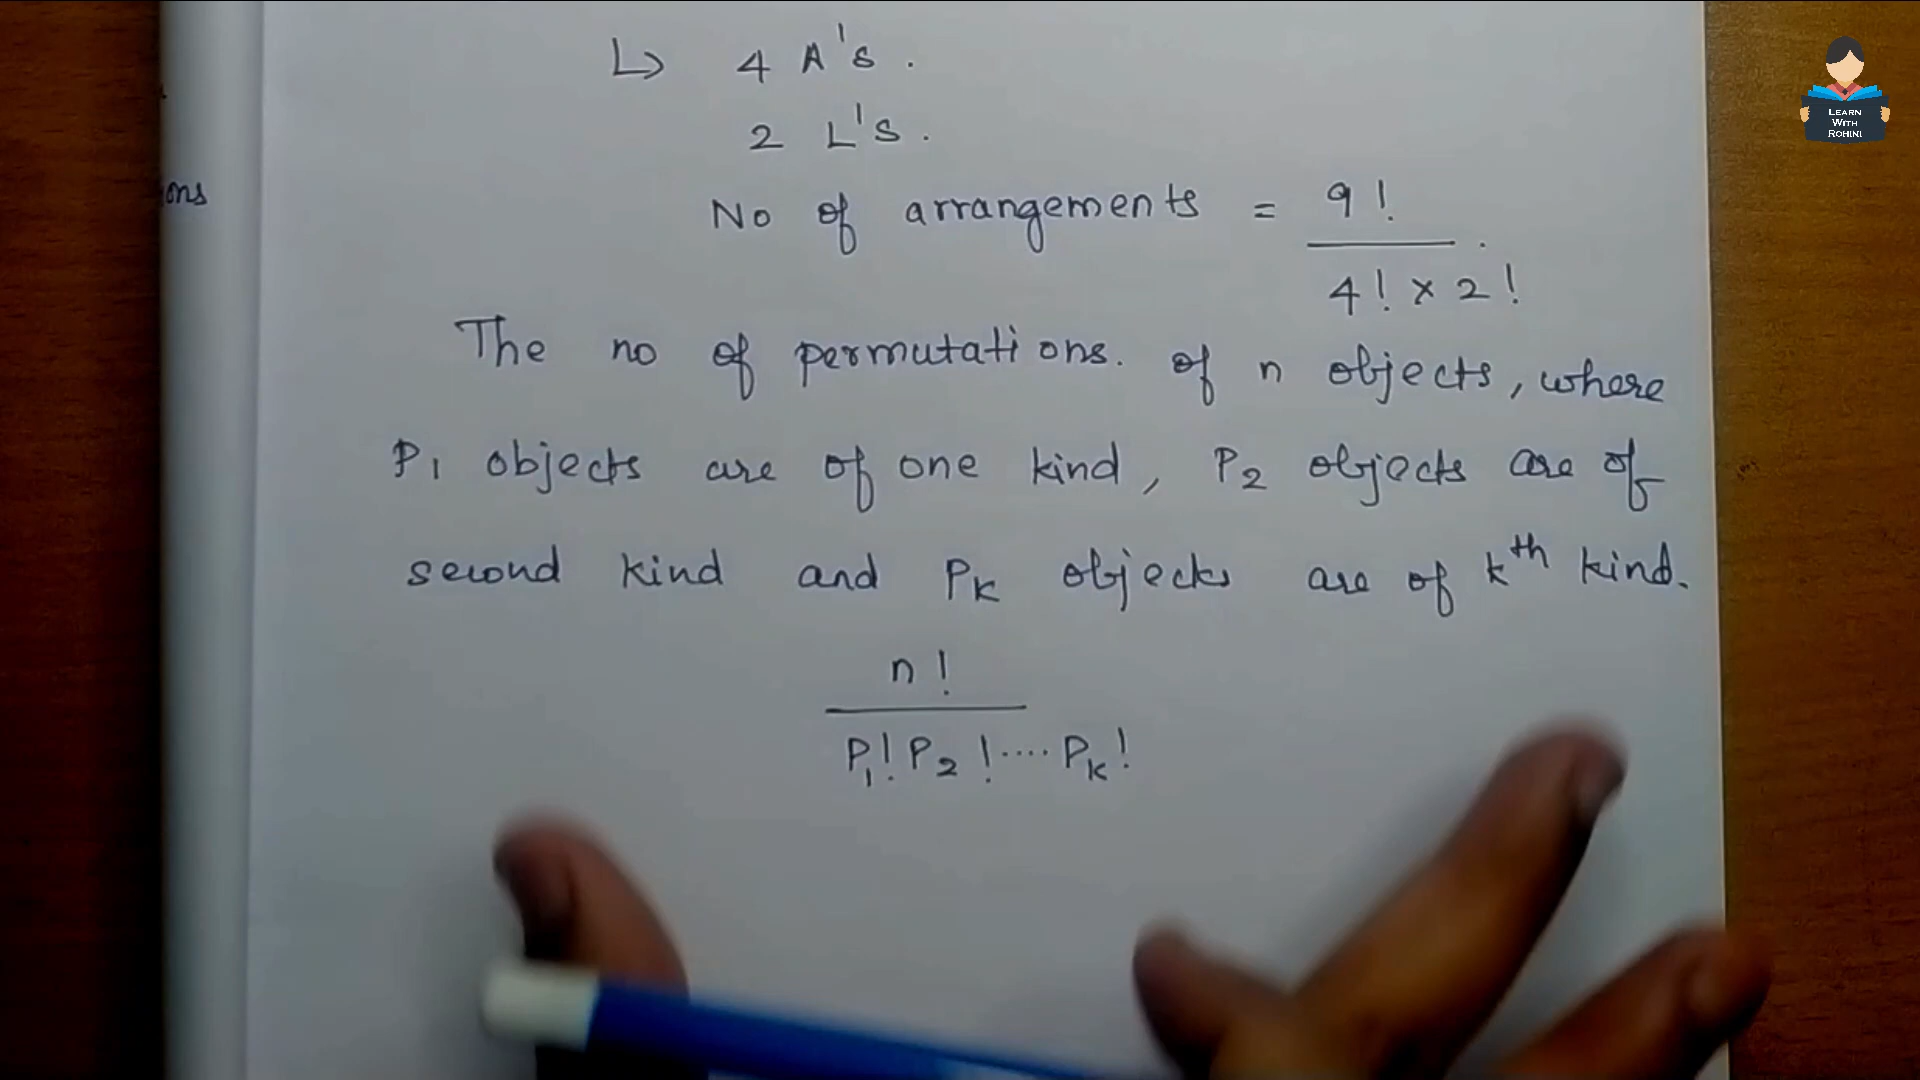 ↳ 4 A's.
2 L's.
ons
No of arrangements = 9! / 4! × 2! .
The no of permutations. of n objects, where
P1 objects are of one kind, P2 objects are of
second kind and PK objects are of kth kind.
n!
P1! P2! .... Pk!
LEARN
WITH
ROHINI